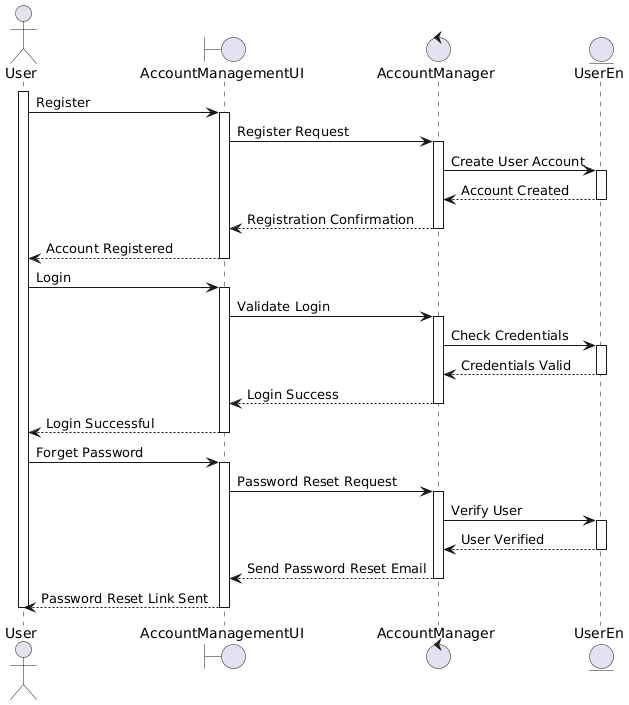 User
AccountManagementUI
AccountManager
UserEn
Register
Register Request
Create User Account
Account Created
Registration Confirmation
Account Registered
Login
Validate Login
Check Credentials
Credentials Valid
Login Success
Login Successful
Forget Password
Password Reset Request
Verify User
User Verified
Send Password Reset Email
Password Reset Link Sent
User
AccountManagementUI
AccountManager
UserEn